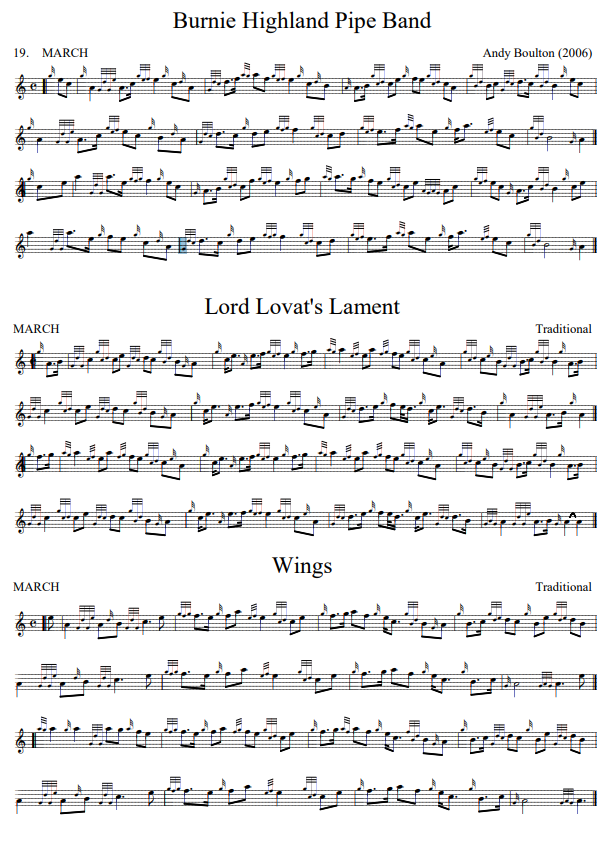 Burnie Highland Pipe Band
19. MARCH Andy Boulton (2006)
Lord Lovat's Lament
MARCH Traditional
Wings
MARCH Traditional